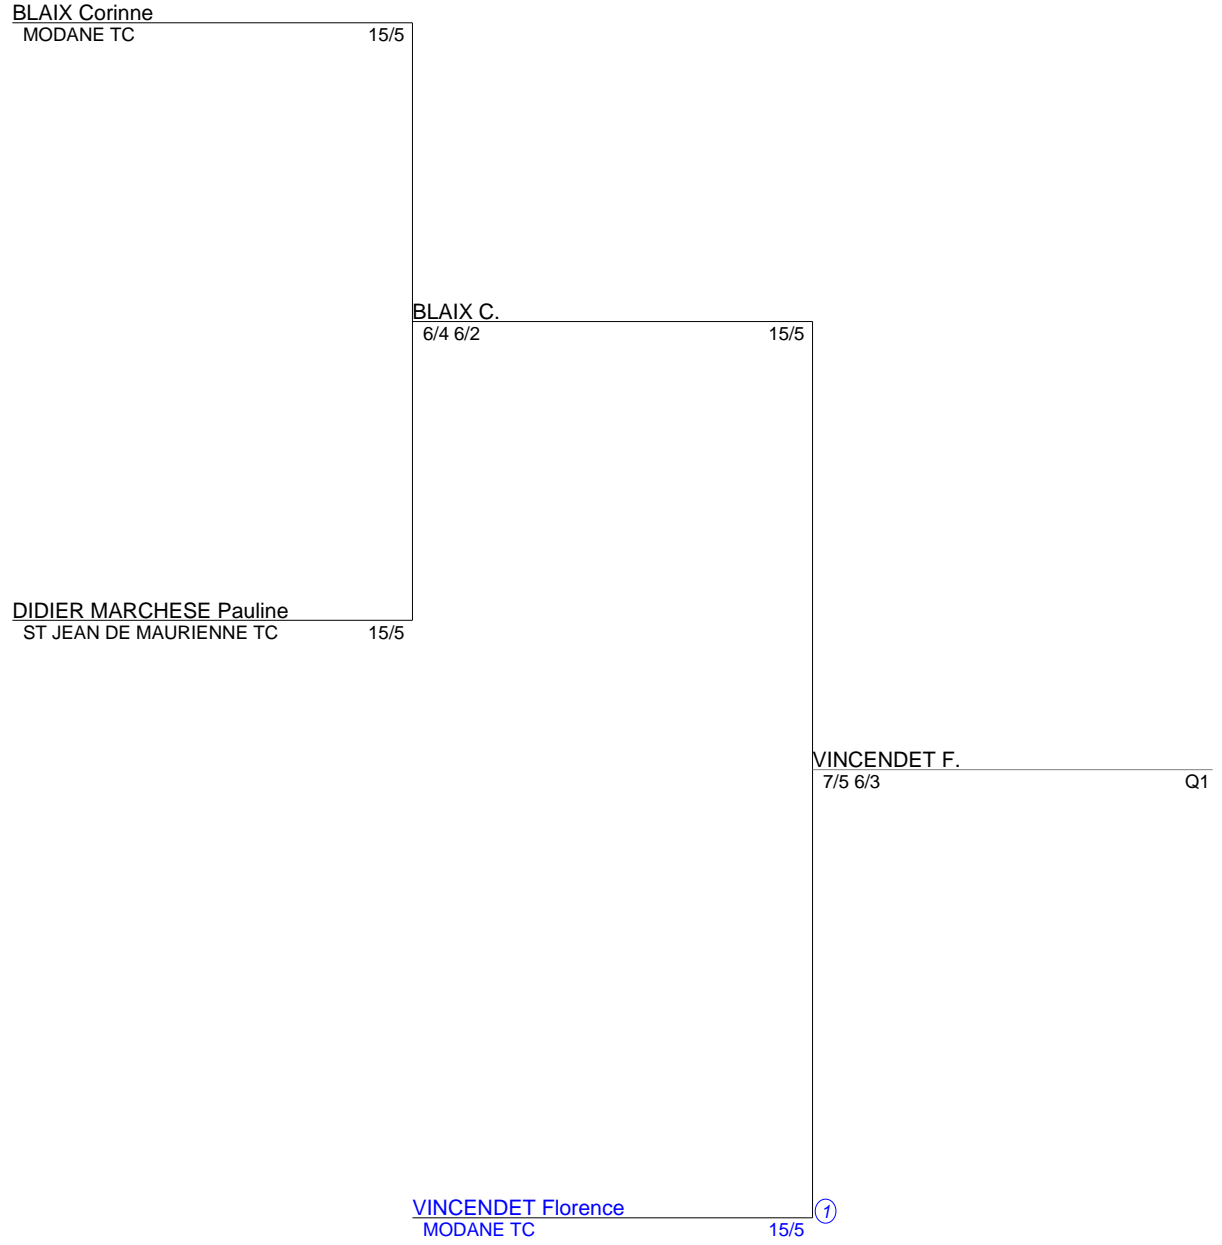 BLAIX Corinne
MODANE TC 15/5
BLAIX C.
6/4 6/2 15/5
DIDIER MARCHESE Pauline
ST JEAN DE MAURIENNE TC 15/5
VINCENDET F.
7/5 6/3 Q1
VINCENDET Florence 1
MODANE TC 15/5